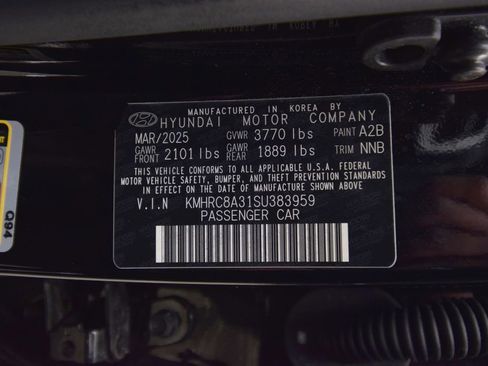 MANUFACTURED IN KOREA BY
HYUNDAI MOTOR COMPANY
MAR/2025 GVWR 3770 lbs PAINT A2B
GAWR FRONT 2101 lbs GAWR REAR 1889 lbs TRIM NNB
THIS VEHICLE CONFORMS TO ALL APPLICABLE U.S.A. FEDERAL
MOTOR VEHICLE SAFETY, BUMPER, AND THEFT PREVENTION STANDARDS
IN EFFECT ON THE DATE OF MANUFACTURE SHOWN ABOVE.
V.I.N KMHRC8A31SU383959
PASSENGER CAR
Q94